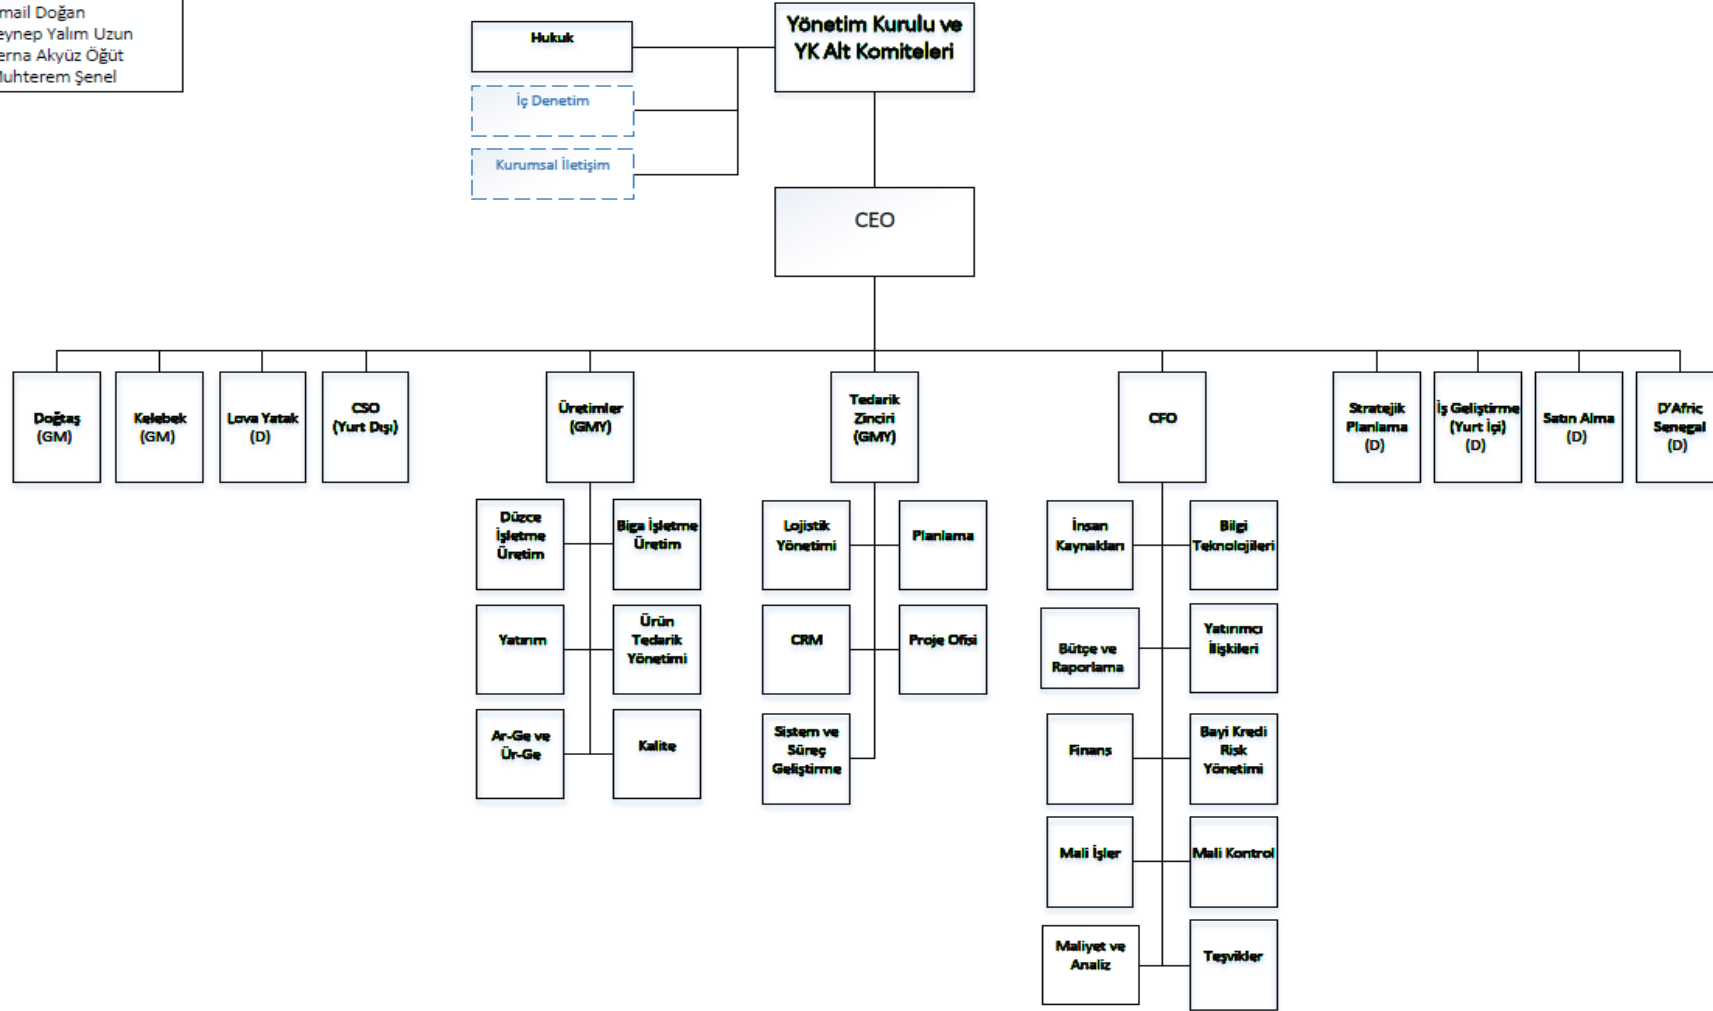 mail Doğan
eynep Yalım Uzun
erna Akyüz Öğüt
Muhterem Şenel
Hukuk
İç Denetim
Kurumsal İletişim
Yönetim Kurulu ve
YK Alt Komiteleri
CEO
Doğtaş
(GM)
Kelebek
(GM)
Lova Yatak
(D)
CSO
(Yurt Dışı)
Üretimler
(GMY)
Tedarik
Zinciri
(GMY)
CFO
Stratejik
Planlama
(D)
İş Geliştirme
(Yurt İçi)
(D)
Satın Alma
(D)
D'Afric
Senegal
(D)
Düzce
İşletme
Üretim
Biga İşletme
Üretim
Yatırım
Ürün
Tedarik
Yönetimi
Ar-Ge ve
Ür-Ge
Kalite
Lojistik
Yönetimi
Planlama
CRM
Proje Ofisi
Sistem ve
Süreç
Geliştirme
İnsan
Kaynakları
Bilgi
Teknolojileri
Bütçe ve
Raporlama
Yatırımcı
İlişkileri
Finans
Bayi Kredi
Risk
Yönetimi
Mali İşler
Mali Kontrol
Maliyet ve
Analiz
Teşvikler